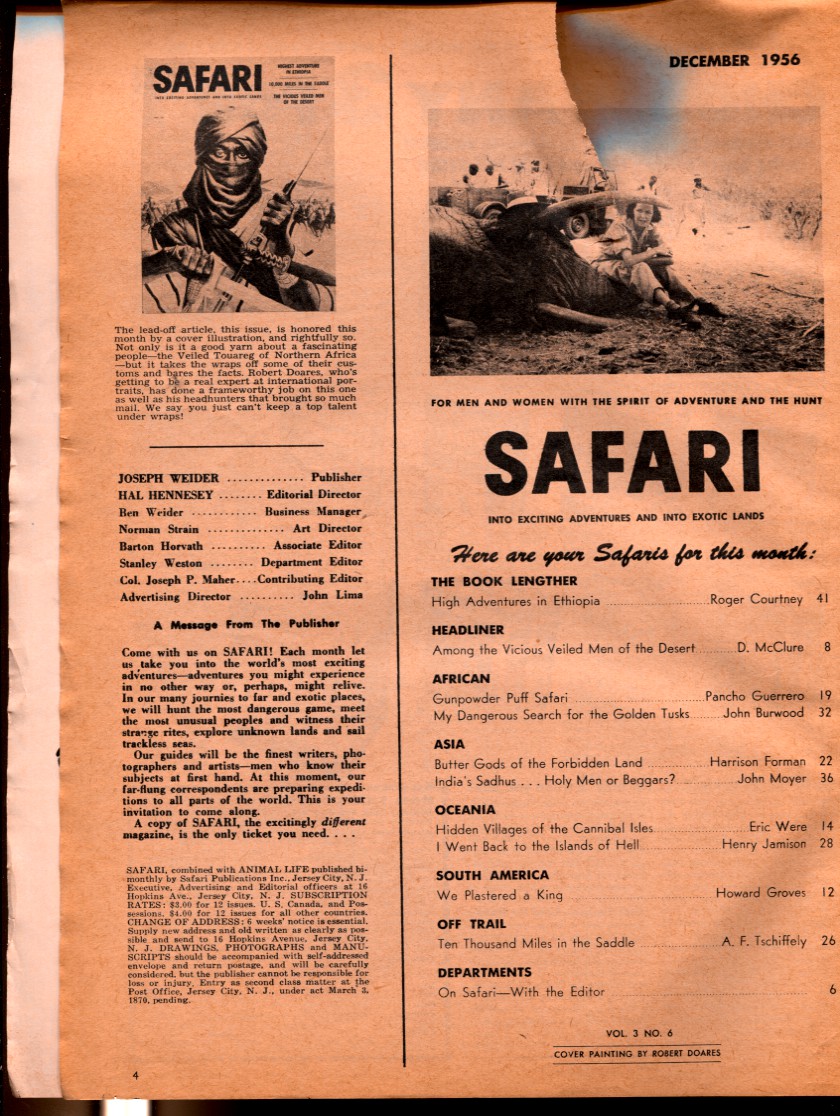 SAFARI
INTO EXCITING ADVENTURES AND INTO EXOTIC LANDS
HIGHEST ADVENTURE
IN ETHIOPIA
10,000 MILES IN THE SADDLE
THE VICIOUS VEILED MEN
OF THE DESERT
The lead-off article, this issue, is honored this
month by a cover illustration, and rightfully so.
Not only is it a good yarn about a fascinating
people—the Veiled Touareg of Northern Africa
—but it takes the wraps off some of their cus-
toms and bares the facts. Robert Doares, who's
getting to be a real expert at international por-
traits, has done a frameworthy job on this one
as well as his headhunters that brought so much
mail. We say you just can't keep a top talent
under wraps!
JOSEPH WEIDER .............. Publisher
HAL HENNESEY ........ Editorial Director
Ben Weider ............ Business Manager
Norman Strain .............. Art Director
Barton Horvath .......... Associate Editor
Stanley Weston ........ Department Editor
Col. Joseph P. Maher....Contributing Editor
Advertising Director .......... John Lima
A Message From The Publisher
Come with us on SAFARI! Each month let
us take you into the world's most exciting
adventures—adventures you might experience
in no other way or, perhaps, might relive.
In our many journies to far and exotic places,
we will hunt the most dangerous game, meet
the most unusual peoples and witness their
strange rites, explore unknown lands and sail
trackless seas.
Our guides will be the finest writers, pho-
tographers and artists—men who know their
subjects at first hand. At this moment, our
far-flung correspondents are preparing expedi-
tions to all parts of the world. This is your
invitation to come along.
A copy of SAFARI, the excitingly different
magazine, is the only ticket you need. . . .
SAFARI, combined with ANIMAL LIFE published bi-
monthly by Safari Publications Inc., Jersey City, N. J.
Executive, Advertising and Editorial officers at 16
Hopkins Ave., Jersey City, N. J. SUBSCRIPTION
RATES: $3.00 for 12 issues. U. S. Canada, and Pos-
sessions. $4.00 for 12 issues for all other countries.
CHANGE OF ADDRESS: 6 weeks' notice is essential.
Supply new address and old written as clearly as pos-
sible and send to 16 Hopkins Avenue, Jersey City,
N. J. DRAWINGS, PHOTOGRAPHS and MANU-
SCRIPTS should be accompanied with self-addressed
envelope and return postage, and will be carefully
considered, but the publisher cannot be responsible for
loss or injury. Entry as second class matter at the
Post Office, Jersey City, N. J., under act March 3,
1870, pending.
4
DECEMBER 1956
FOR MEN AND WOMEN WITH THE SPIRIT OF ADVENTURE AND THE HUNT
SAFARI
INTO EXCITING ADVENTURES AND INTO EXOTIC LANDS
Here are your Safaris for this month:
THE BOOK LENGTHER
High Adventures in Ethiopia ........................Roger Courtney 41
HEADLINER
Among the Vicious Veiled Men of the Desert..........D. McClure 8
AFRICAN
Gunpowder Puff Safari ................................Pancho Guerrero 19
My Dangerous Search for the Golden Tusks........John Burwood 32
ASIA
Butter Gods of the Forbidden Land ...............Harrison Forman 22
India's Sadhus . . . Holy Men or Beggars?...............John Moyer 36
OCEANIA
Hidden Villages of the Cannibal Isles........................Eric Were 14
I Went Back to the Islands of Hell..................Henry Jamison 28
SOUTH AMERICA
We Plastered a King ........................................Howard Groves 12
OFF TRAIL
Ten Thousand Miles in the Saddle .....................A. F. Tschiffely 26
DEPARTMENTS
On Safari—With the Editor ........................................ 6
VOL. 3 NO. 6
COVER PAINTING BY ROBERT DOARES